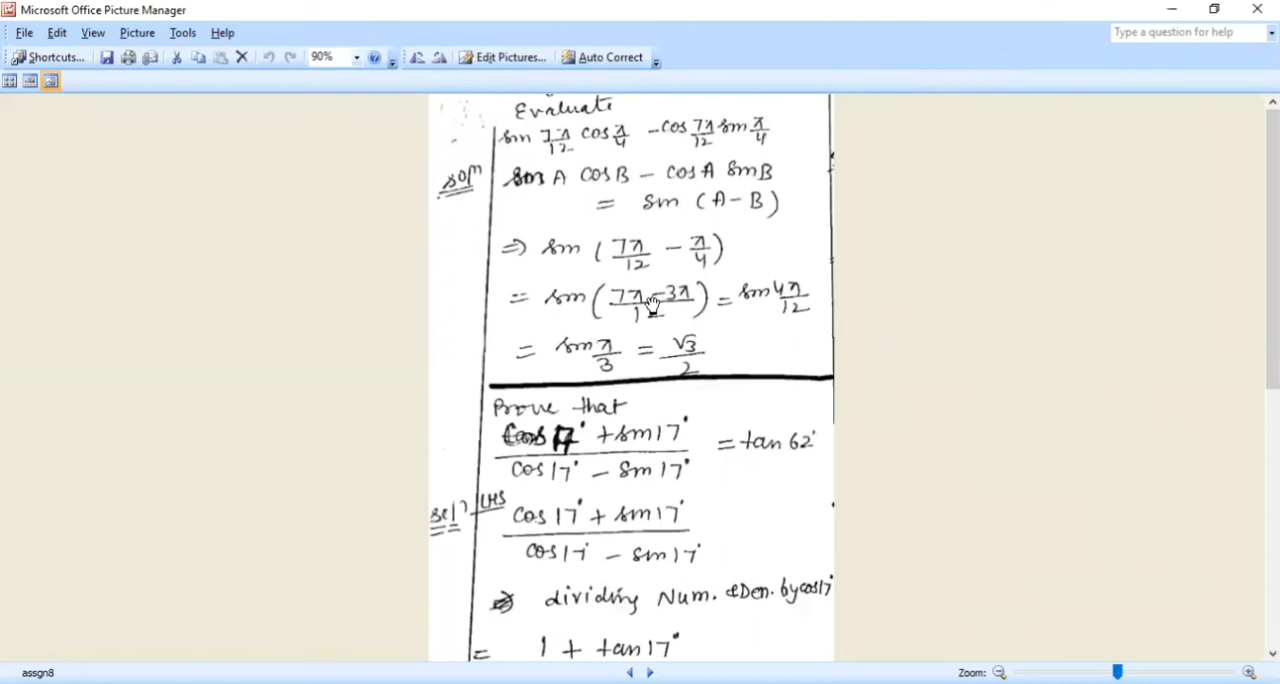 Microsoft Office Picture Manager
File Edit View Picture Tools Help
Type a question for help
Shortcuts... 90% Edit Pictures... Auto Correct
Evaluate
sin 7π/12 cos π/4 - cos 7π/12 sin π/4
soln sin A cos B - cos A sin B
= sin (A - B)
⇒ sin (7π/12 - π/4)
= sin (7π-3π/12) = sin 4π/12
= sin π/3 = √3/2
Prove that
cos 17° + sin 17° / cos 17° - sin 17° = tan 62°
sol? LHS cos 17° + sin 17° / cos 17° - sin 17°
⇒ dividing Num. & Den. by cos 17°
= 1 + tan 17°
assgn8 Zoom: